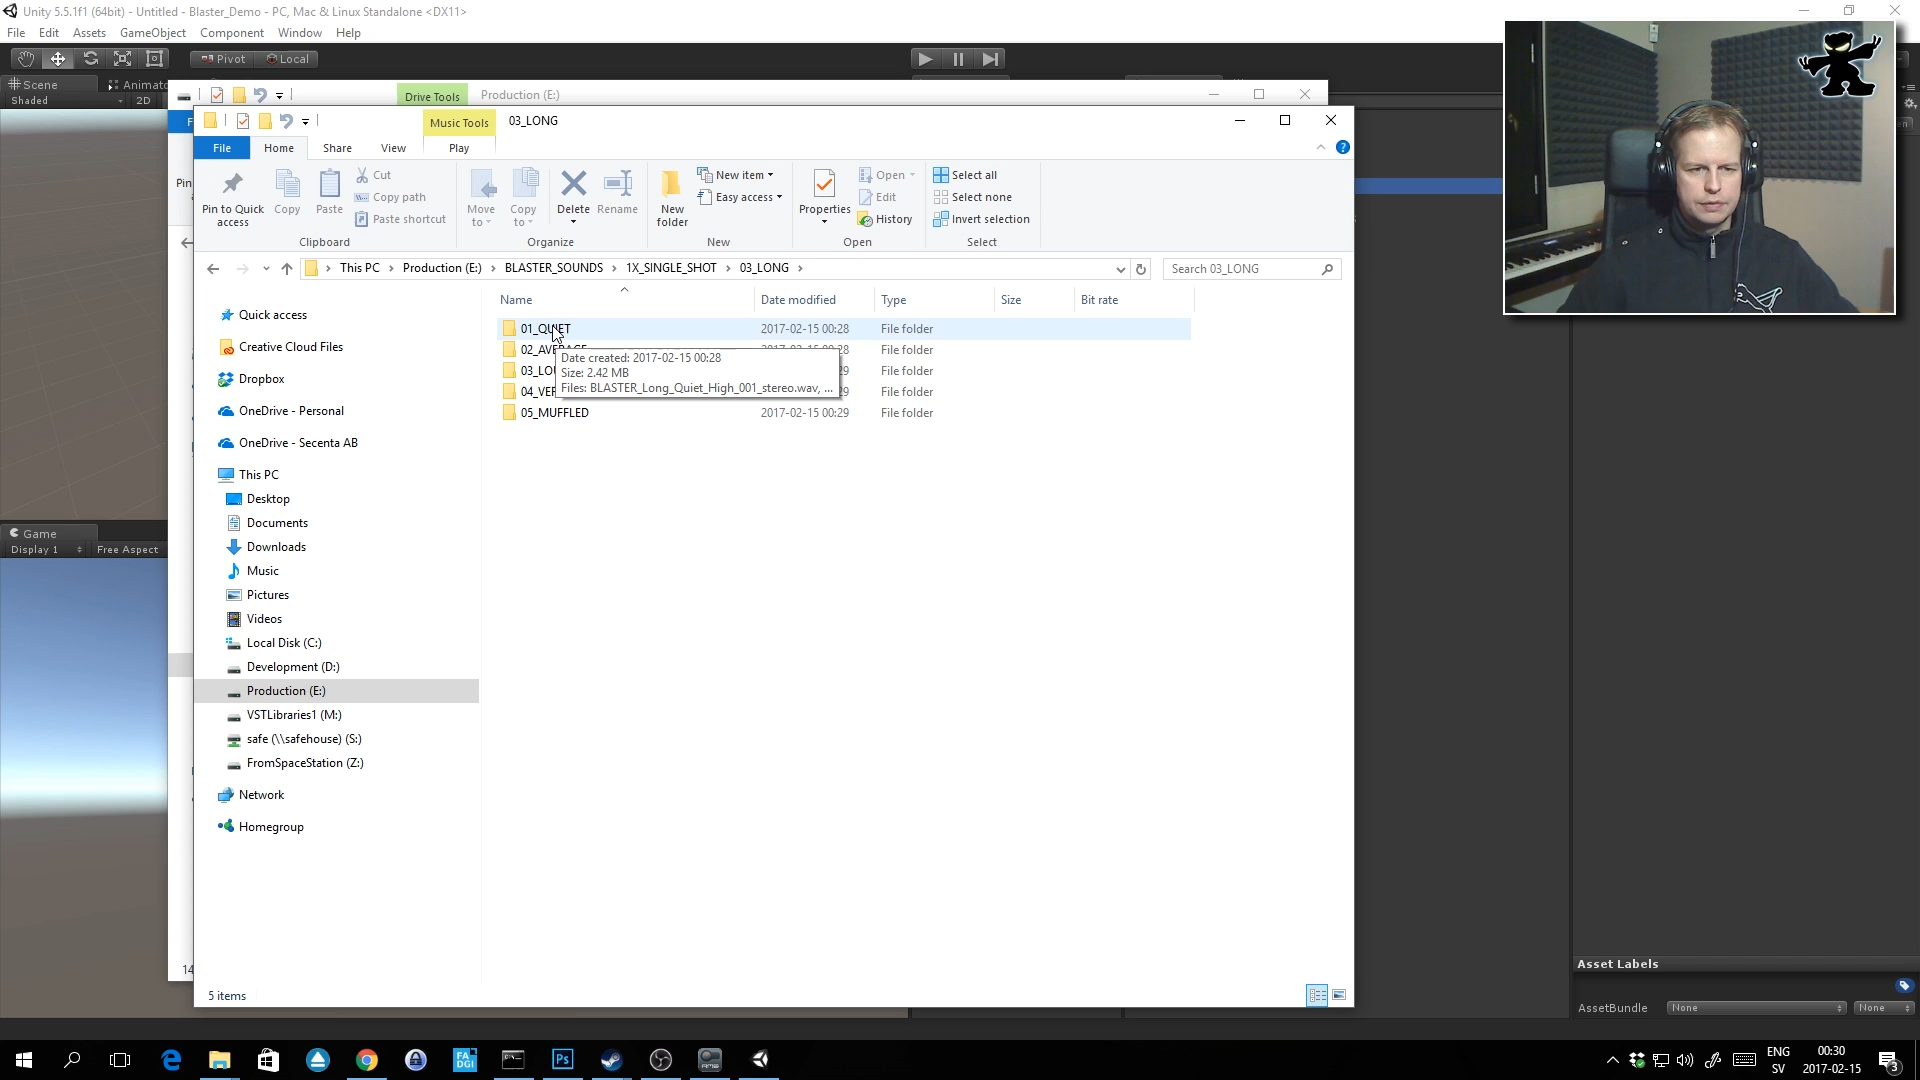 Unity 5.5.1f1 (64bit) - Untitled - Blaster_Demo - PC, Mac & Linux Standalone <DX11>
File Edit Assets GameObject Component Window Help
Pivot Local
Scene
Shaded 2D
Drive Tools Production (E:)
Music Tools 03_LONG
File Home Share View Play
Pin to Quick access
Copy
Paste
Cut
Copy path
Paste shortcut
Clipboard
Move to
Copy to
Delete
Rename
Organize
New folder
New item
Easy access
New
Properties
Open
Edit
History
Open
Select all
Select none
Invert selection
Select
This PC > Production (E:) > BLASTER_SOUNDS > 1X_SINGLE_SHOT > 03_LONG >
Search 03_LONG
Name Date modified Type Size Bit rate
01_QUIET 2017-02-15 00:28 File folder
File folder
File folder
File folder
05_MUFFLED 2017-02-15 00:29 File folder
Date created: 2017-02-15 00:28
Size: 2.42 MB
Files: BLASTER_Long_Quiet_High_001_stereo.wav, ...
Quick access
Creative Cloud Files
Dropbox
OneDrive - Personal
OneDrive - Secenta AB
This PC
Desktop
Documents
Downloads
Music
Pictures
Videos
Local Disk (C:)
Development (D:)
Production (E:)
VSTLibraries1 (M:)
safe (\\safehouse) (S:)
FromSpaceStation (Z:)
Network
Homegroup
5 items
Game
Display 1 Free Aspect
Asset Labels
AssetBundle None None
FA
DGI
Ps
AME
ENG
SV
00:30
2017-02-15
3